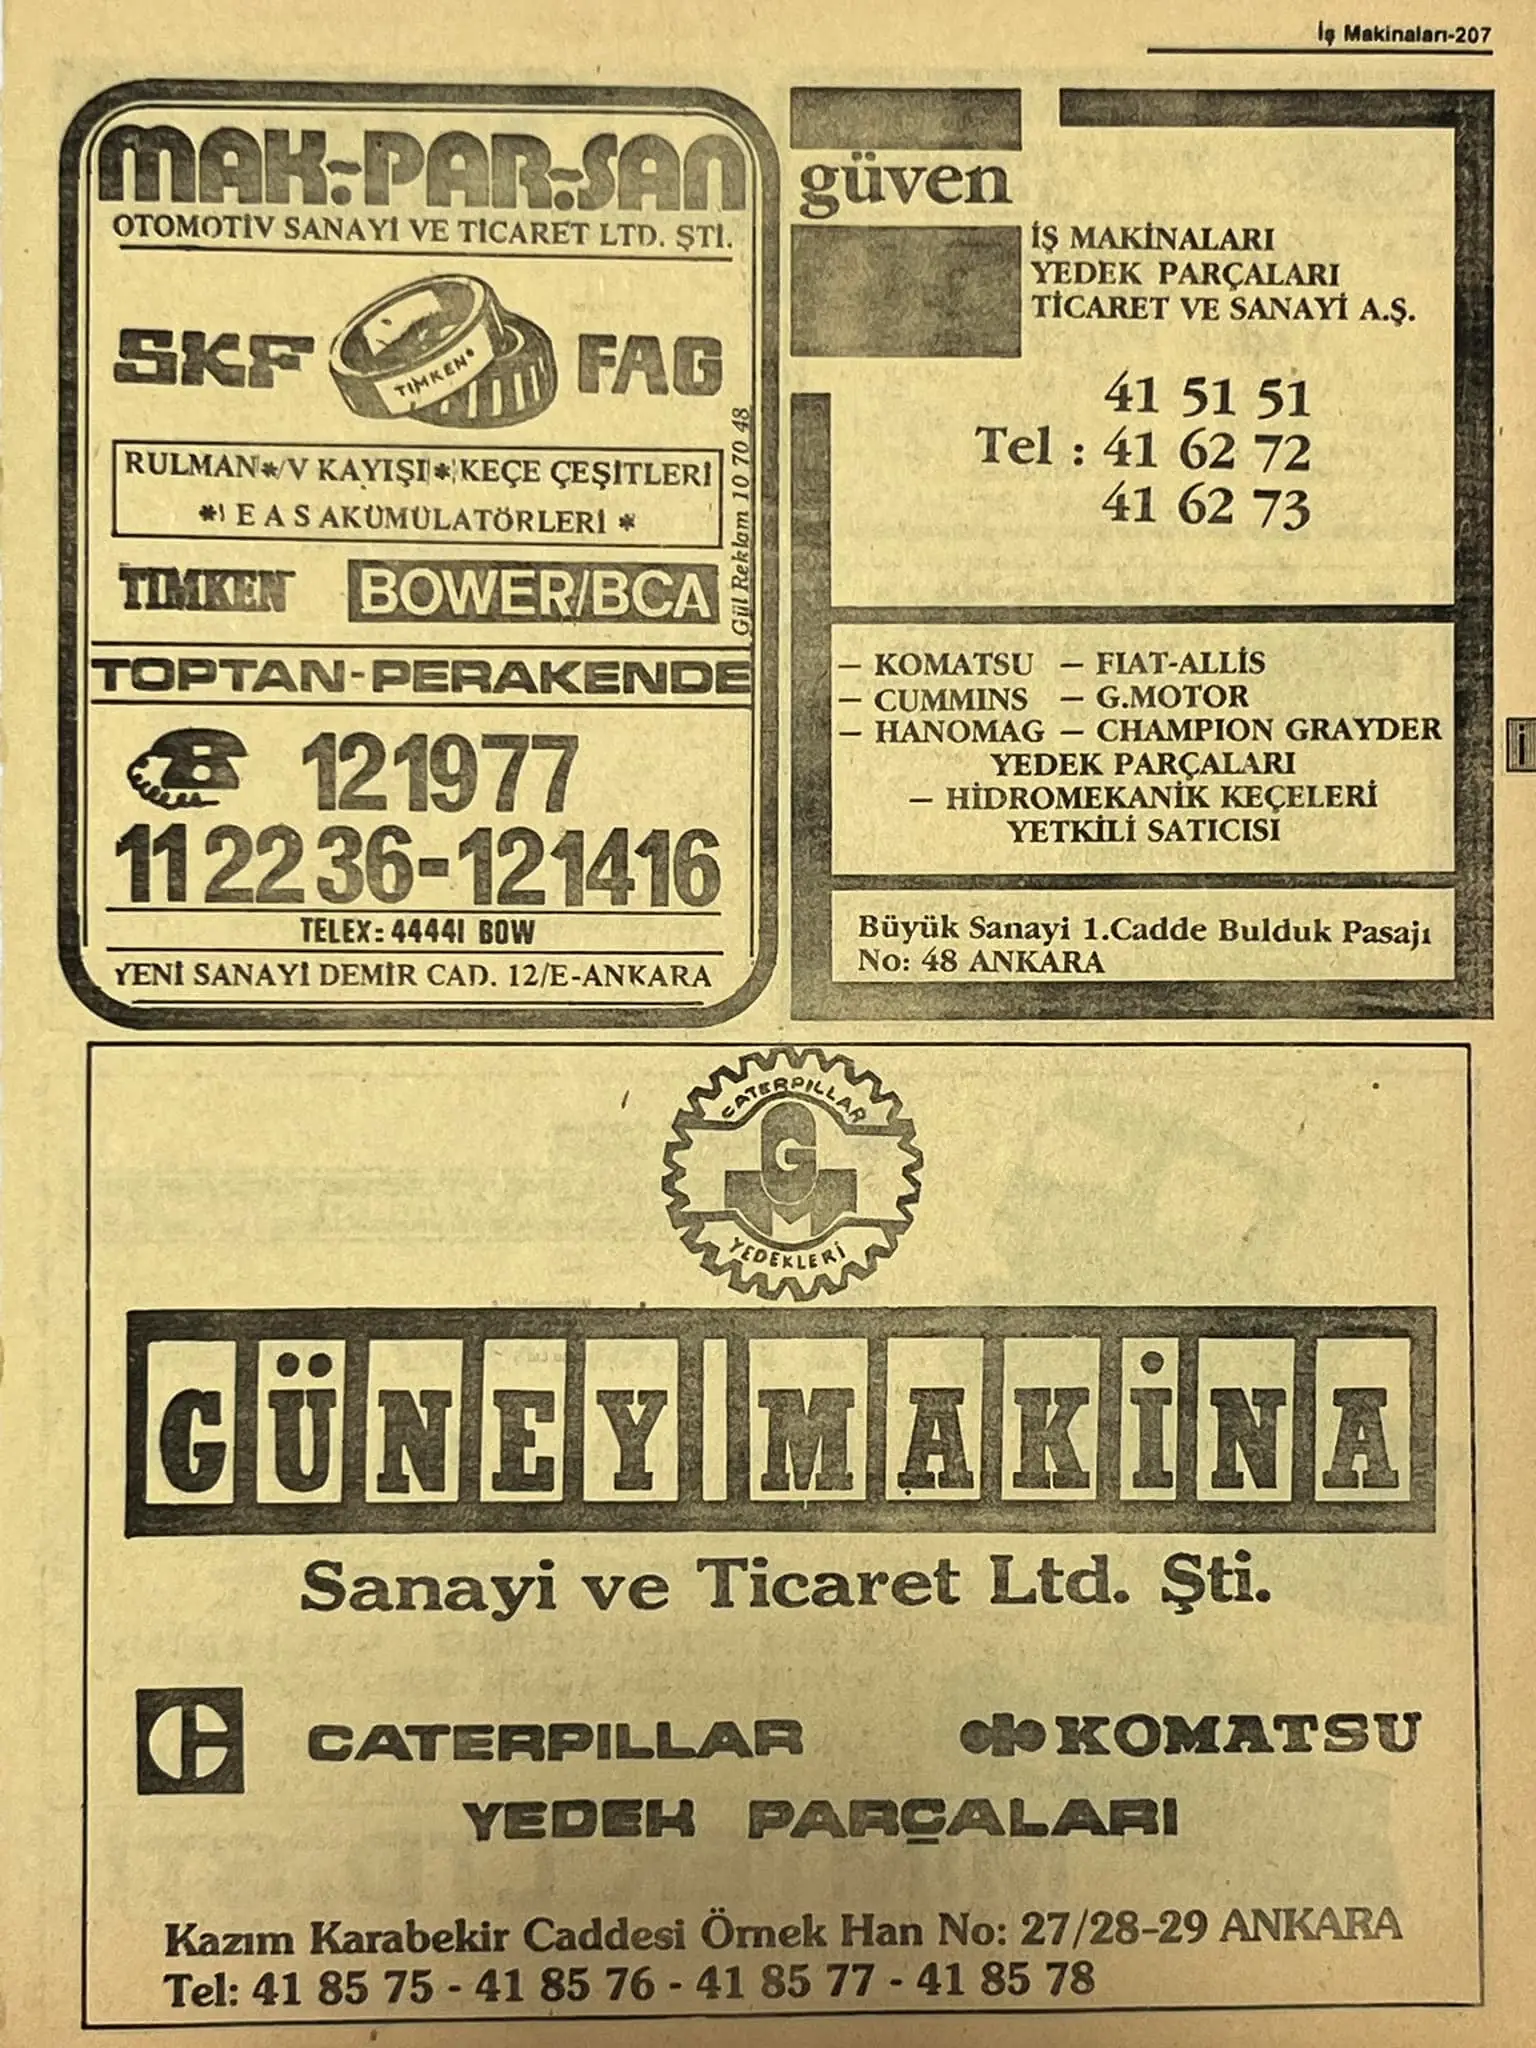 İş Makinaları-207
MAK.-PAR.-SAN
OTOMOTİV SANAYİ VE TİCARET LTD. ŞTİ.
SKF
TIMKEN
FAG
RULMAN * V KAYIŞI * KEÇE ÇEŞİTLERİ
* E A S AKÜMÜLATÖRLERİ *
TIMKEN BOWER/BCA
Gül Reklam 10 70 48
TOPTAN-PERAKENDE
121977
11 22 36-121416
TELEX: 44441 BOW
YENİ SANAYİ DEMİR CAD. 12/E-ANKARA
güven
İŞ MAKİNALARI
YEDEK PARÇALARI
TİCARET VE SANAYİ A.Ş.
41 51 51
Tel : 41 62 72
41 62 73
— KOMATSU — FIAT-ALLİS
— CUMMINS — G.MOTOR
— HANOMAG — CHAMPION GRAYDER
YEDEK PARÇALARI
— HİDROMEKANİK KEÇELERİ
YETKİLİ SATICISI
Büyük Sanayi 1.Cadde Bulduk Pasajı
No: 48 ANKARA
İ
CATERPILLAR
GM
YEDEKLERİ
GÜNEY MAKİNA
Sanayi ve Ticaret Ltd. Şti.
C CATERPILLAR KOMATSU
YEDEK PARÇALARI
Kazım Karabekir Caddesi Örnek Han No: 27/28-29 ANKARA
Tel: 41 85 75 - 41 85 76 - 41 85 77 - 41 85 78